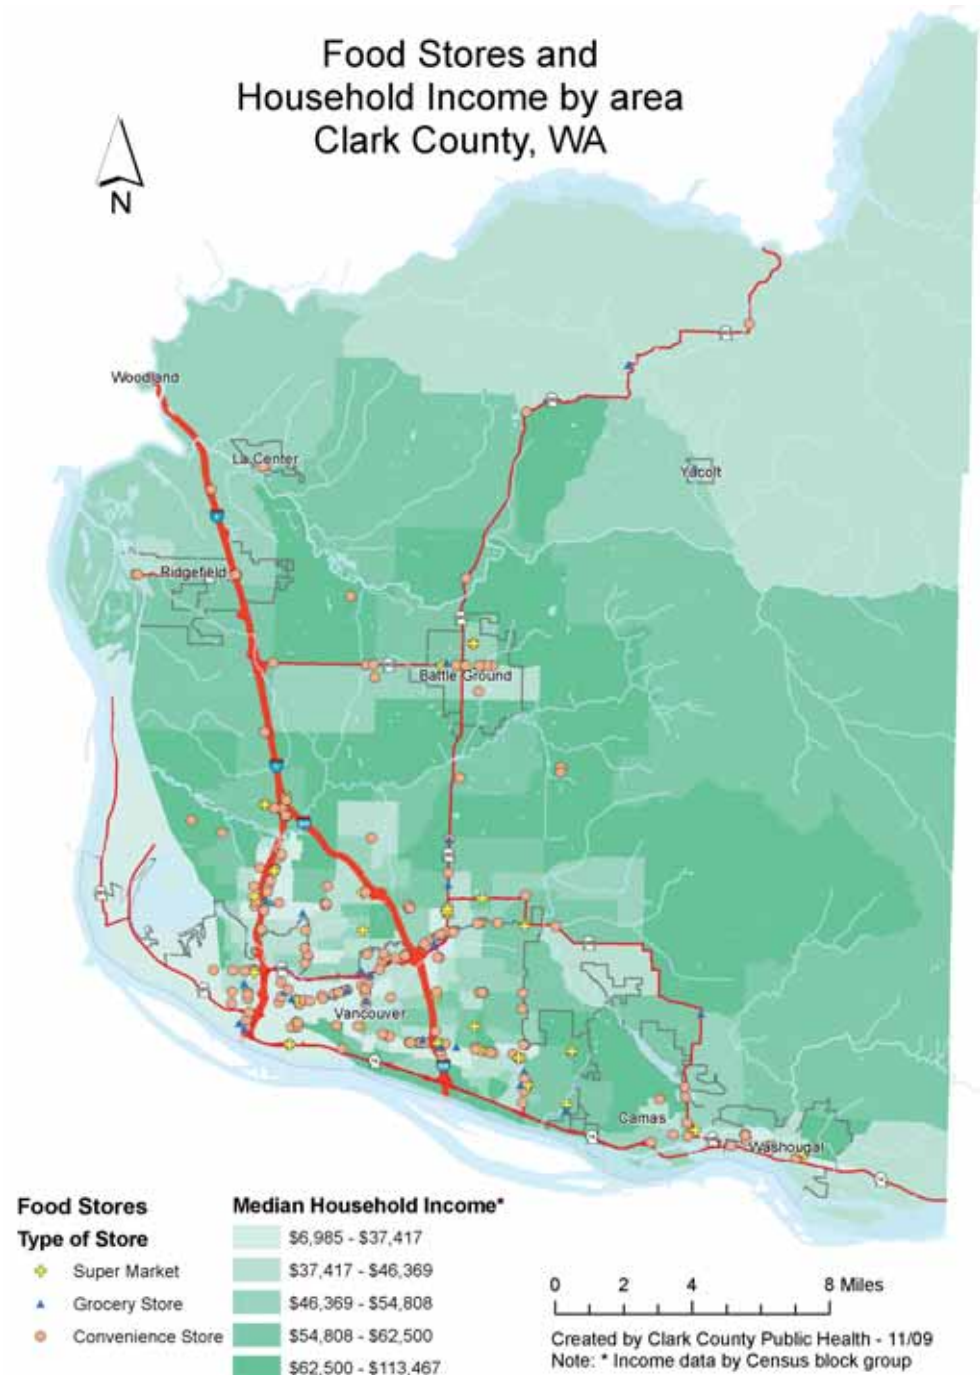 Food Stores and
Household Income by area
Clark County, WA
N
Woodland
La Center
Yacolt
Ridgefield
Battle Ground
Vancouver
Camas
Washougal
Food Stores
Type of Store
Super Market
Grocery Store
Convenience Store
Median Household Income*
$6,985 - $37,417
$37,417 - $46,369
$46,369 - $54,808
$54,808 - $62,500
$62,500 - $113,467
0 2 4 8 Miles
Created by Clark County Public Health - 11/09
Note: * Income data by Census block group